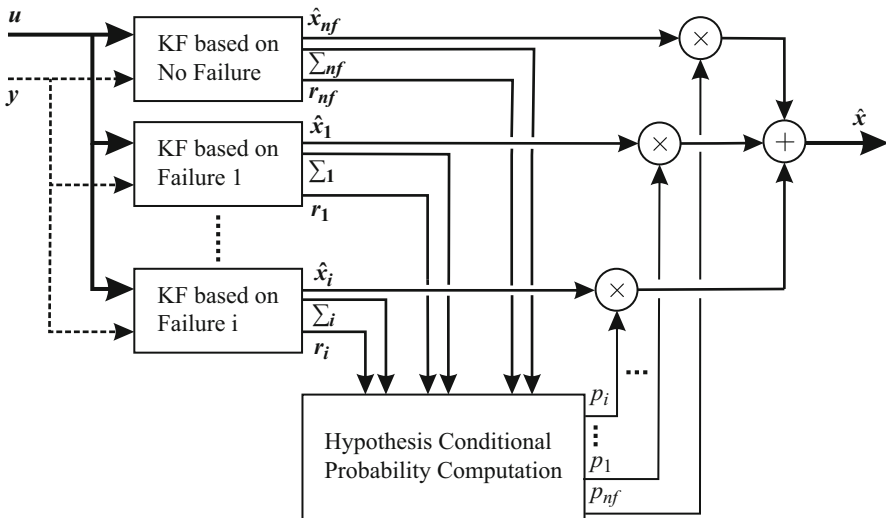 u
y
KF based on
No Failure
x̂nf
∑nf
rnf
KF based on
Failure 1
x̂1
∑1
r1
KF based on
Failure i
x̂i
∑i
ri
×
×
×
+
x̂
Hypothesis Conditional
Probability Computation
pi
p1
pnf